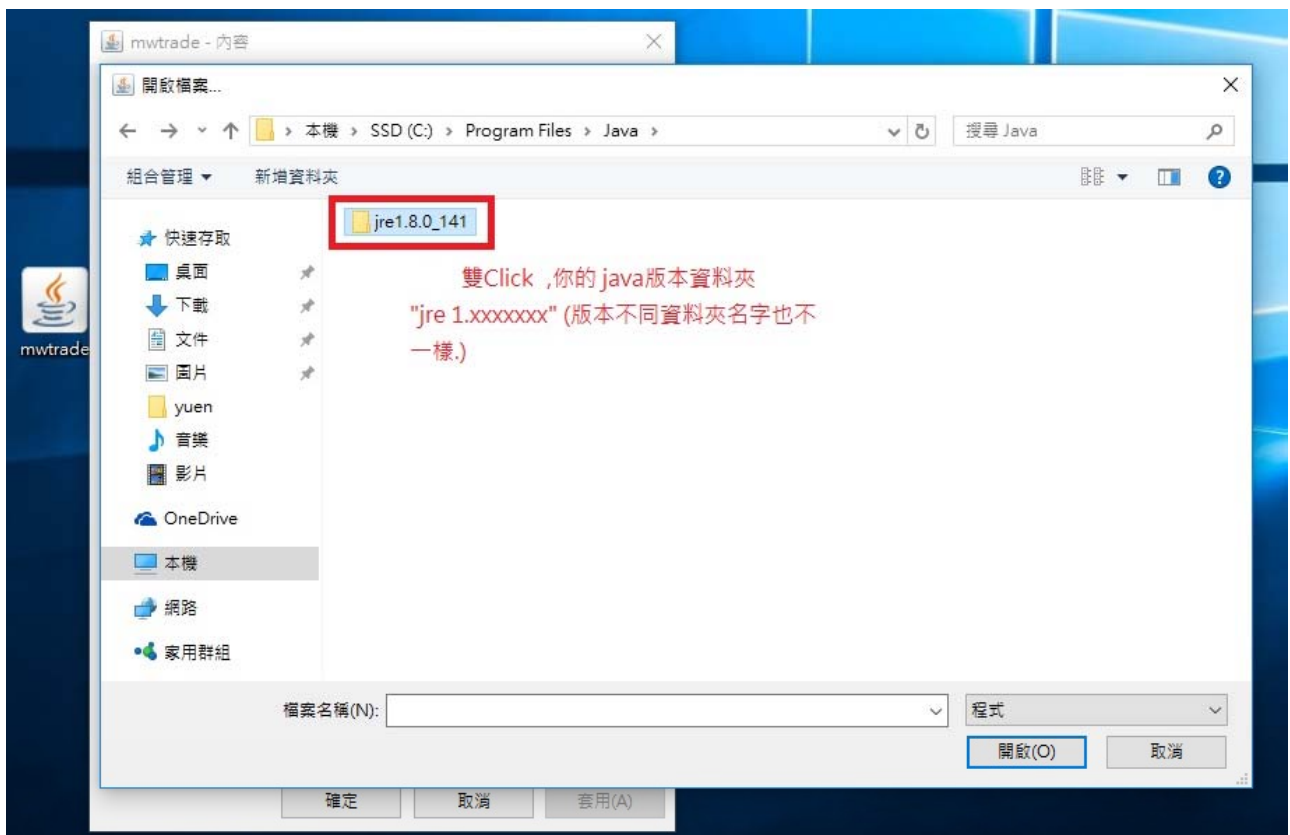 mwtrade - 內容
開啟檔案...
本機 › SSD (C:) › Program Files › Java ›
搜尋 Java
組合管理 ▾ 新增資料夾
jre1.8.0_141
雙Click ,你的 java版本資料夾
"jre 1.xxxxxxx" (版本不同資料夾名字也不
一樣.)
快速存取
桌面
下載
文件
圖片
yuen
音樂
影片
OneDrive
本機
網路
家用群組
mwtrade
檔案名稱(N):
程式
開啟(O) 取消
確定 取消 套用(A)